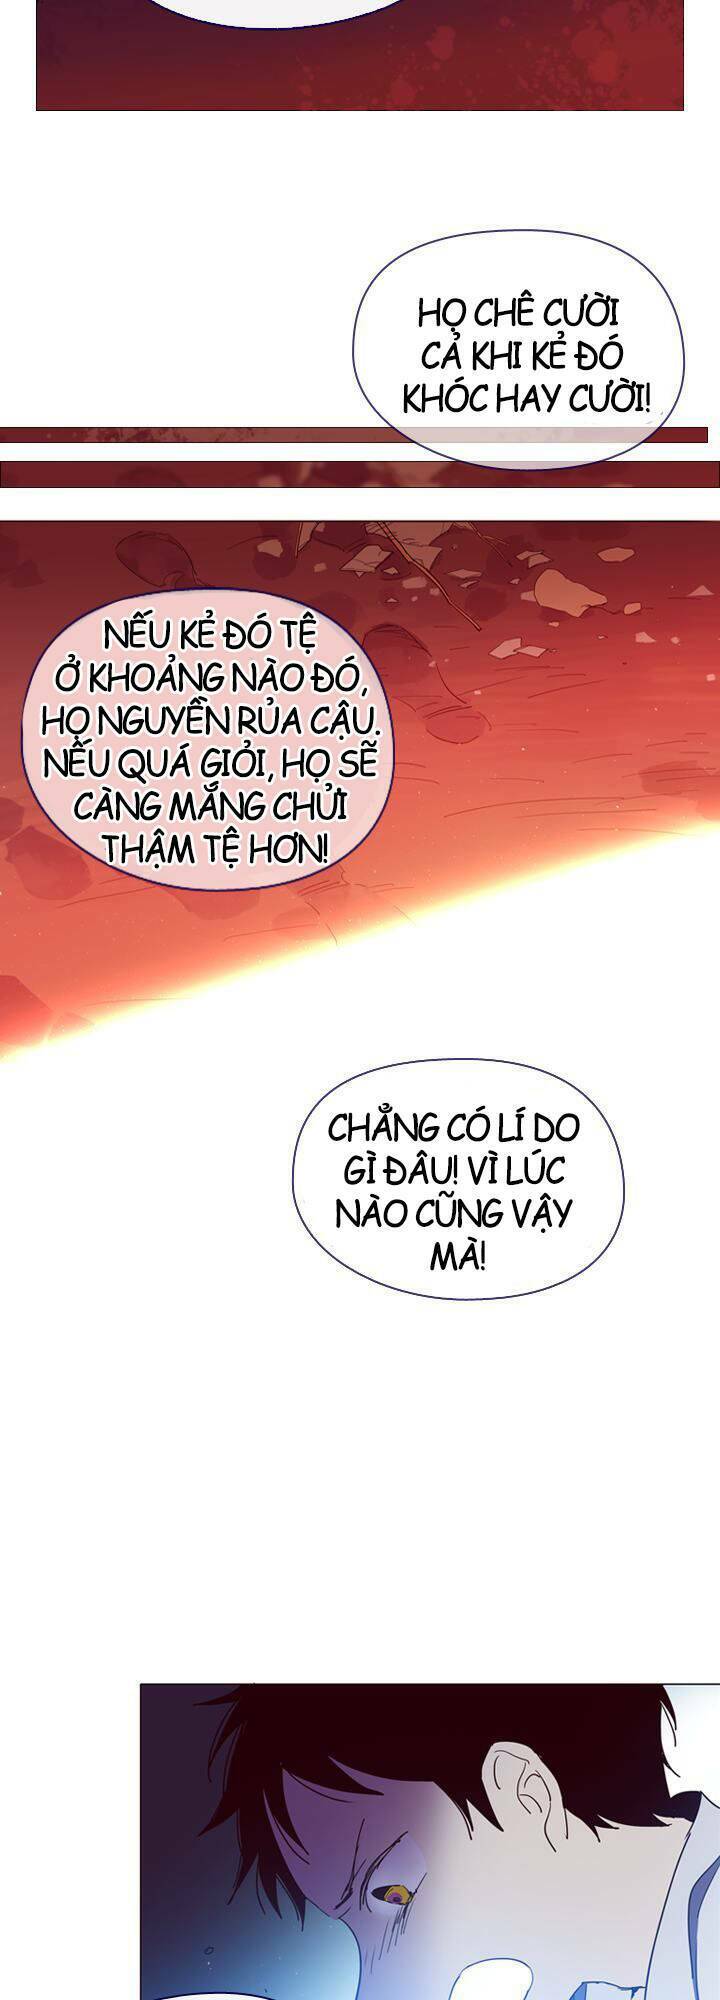 HỌ CHÊ CƯỜI
CẢ KHI KẺ ĐÓ
KHÓC HAY CƯỜI!
NẾU KẺ ĐÓ TỆ
Ở KHOẢNG NÀO ĐÓ,
HỌ NGUYỀN RỦA CẬU.
NẾU QUÁ GIỎI, HỌ SẼ
CÀNG MẮNG CHỬI
THẬM TỆ HƠN!
CHẲNG CÓ LÍ DO
GÌ ĐÂU! VÌ LÚC
NÀO CŨNG VẬY
MÀ!